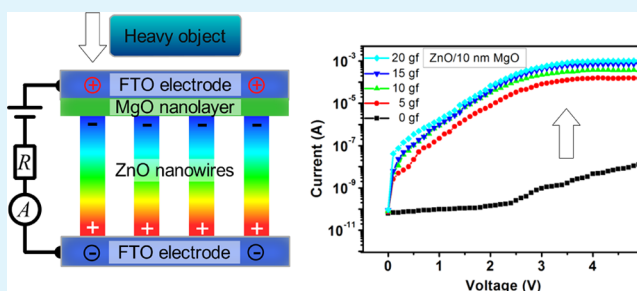 Heavy object
+ FTO electrode +
MgO nanolayer
- - - -
ZnO nanowires
+ + + +
- FTO electrode -
R
A
20 gf
15 gf
10 gf
5 gf
0 gf
ZnO/10 nm MgO
Current (A)
10⁻³
10⁻⁵
10⁻⁷
10⁻⁹
10⁻¹¹
0 1 2 3 4
Voltage (V)